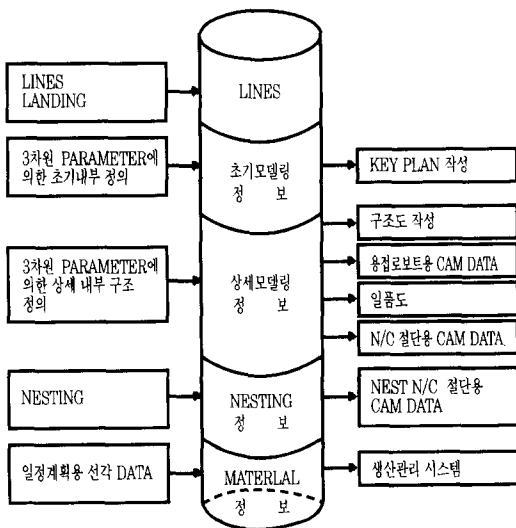 LINES
LANDING
LINES
3차원 PARAMETER에
의한 초기내부 정의
초기모델링
정 보
KEY PLAN 작성
3차원 PARAMETER에
의한 상세 내부 구조
정의
상세모델링
정 보
구조도 작성
용접로보트용 CAM DATA
일품도
N/C 절단용 CAM DATA
NESTING
NESTING
정 보
NEST N/C 절단용
CAM DATA
일정계획용 선각 DATA
MATERLAL
정 보
생산관리 시스템